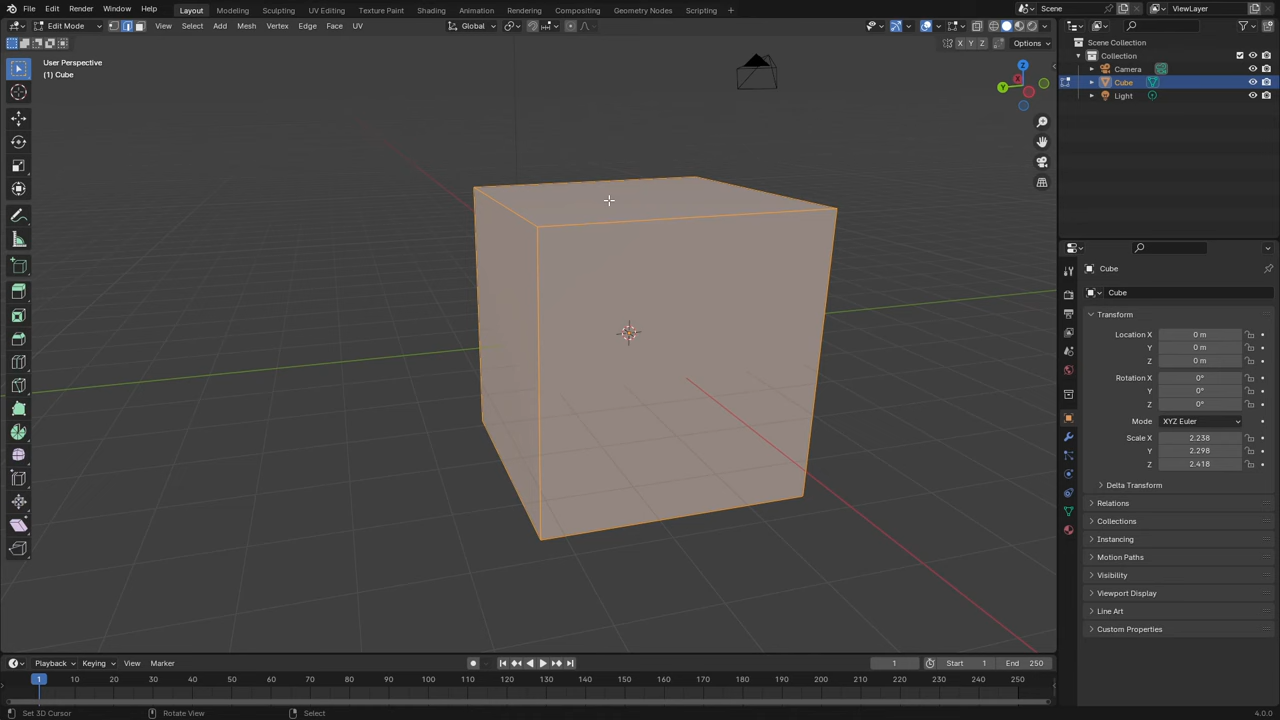 File Edit Render Window Help Layout Modeling Sculpting UV Editing Texture Paint Shading Animation Rendering Compositing Geometry Nodes Scripting + Scene ViewLayer
Edit Mode View Select Add Mesh Vertex Edge Face UV Global
X Y Z Options
User Perspective
(1) Cube
Z
Y
X
Scene Collection
Collection
Camera
Cube
Light
Cube
Cube
Transform
Location X 0 m
Y 0 m
Z 0 m
Rotation X 0°
Y 0°
Z 0°
Mode XYZ Euler
Scale X 2.238
Y 2.298
Z 2.418
Delta Transform
Relations
Collections
Instancing
Motion Paths
Visibility
Viewport Display
Line Art
Custom Properties
Playback Keying View Marker 1 Start 1 End 250
1 10 20 30 40 50 60 70 80 90 100 110 120 130 140 150 160 170 180 190 200 210 220 230 240 250
Set 3D Cursor Rotate View Select 4.0.0